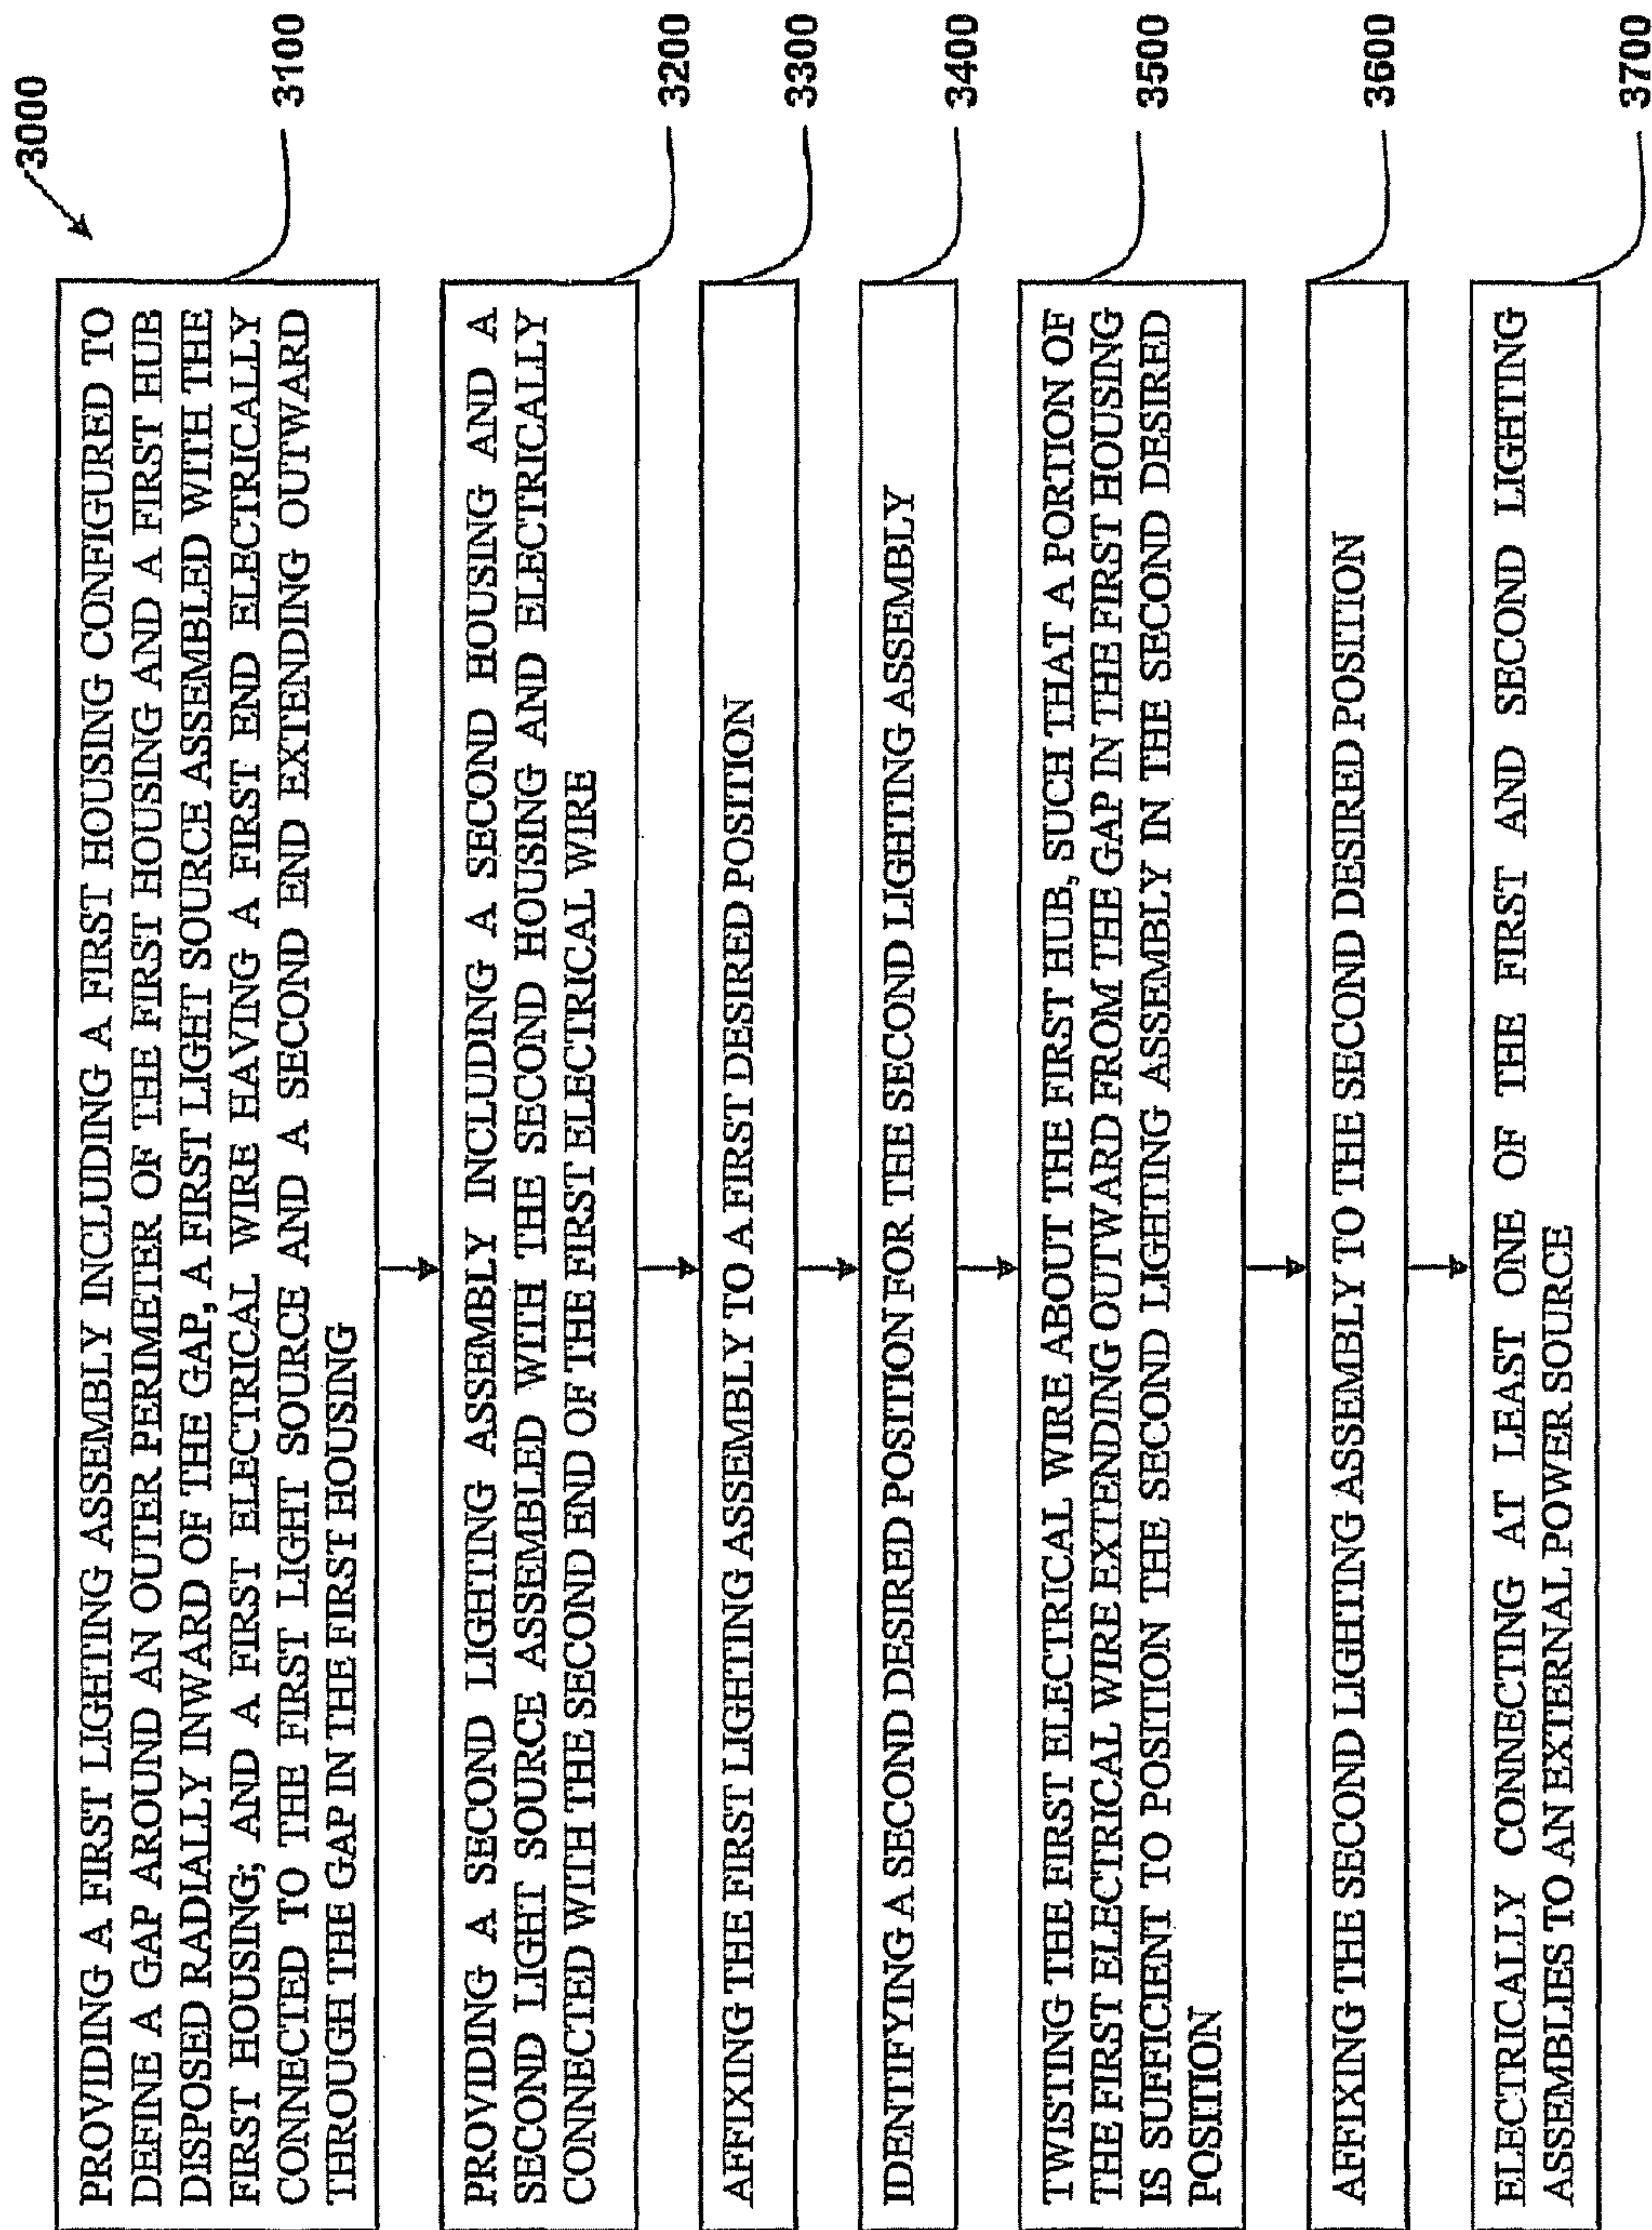 3000
PROVIDING A FIRST LIGHTING ASSEMBLY INCLUDING A FIRST HOUSING CONFIGURED TO
DEFINE A GAP AROUND AN OUTER PERIMETER OF THE FIRST HOUSING AND A FIRST HUB
DISPOSED RADIALLY INWARD OF THE GAP, A FIRST LIGHT SOURCE ASSEMBLED WITH THE
FIRST HOUSING; AND A FIRST ELECTRICAL WIRE HAVING A FIRST END ELECTRICALLY
CONNECTED TO THE FIRST LIGHT SOURCE AND A SECOND END EXTENDING OUTWARD
THROUGH THE GAP IN THE FIRST HOUSING
3100
PROVIDING A SECOND LIGHTING ASSEMBLY INCLUDING A SECOND HOUSING AND A
SECOND LIGHT SOURCE ASSEMBLED WITH THE SECOND HOUSING AND ELECTRICALLY
CONNECTED WITH THE SECOND END OF THE FIRST ELECTRICAL WIRE
3200
AFFIXING THE FIRST LIGHTING ASSEMBLY TO A FIRST DESIRED POSITION
3300
IDENTIFYING A SECOND DESIRED POSITION FOR THE SECOND LIGHTING ASSEMBLY
3400
TWISTING THE FIRST ELECTRICAL WIRE ABOUT THE FIRST HUB, SUCH THAT A PORTION OF
THE FIRST ELECTRICAL WIRE EXTENDING OUTWARD FROM THE GAP IN THE FIRST HOUSING
IS SUFFICIENT TO POSITION THE SECOND LIGHTING ASSEMBLY IN THE SECOND DESIRED
POSITION
3500
AFFIXING THE SECOND LIGHTING ASSEMBLY TO THE SECOND DESIRED POSITION
3600
ELECTRICALLY CONNECTING AT LEAST ONE OF THE FIRST AND SECOND LIGHTING
ASSEMBLIES TO AN EXTERNAL POWER SOURCE
3700